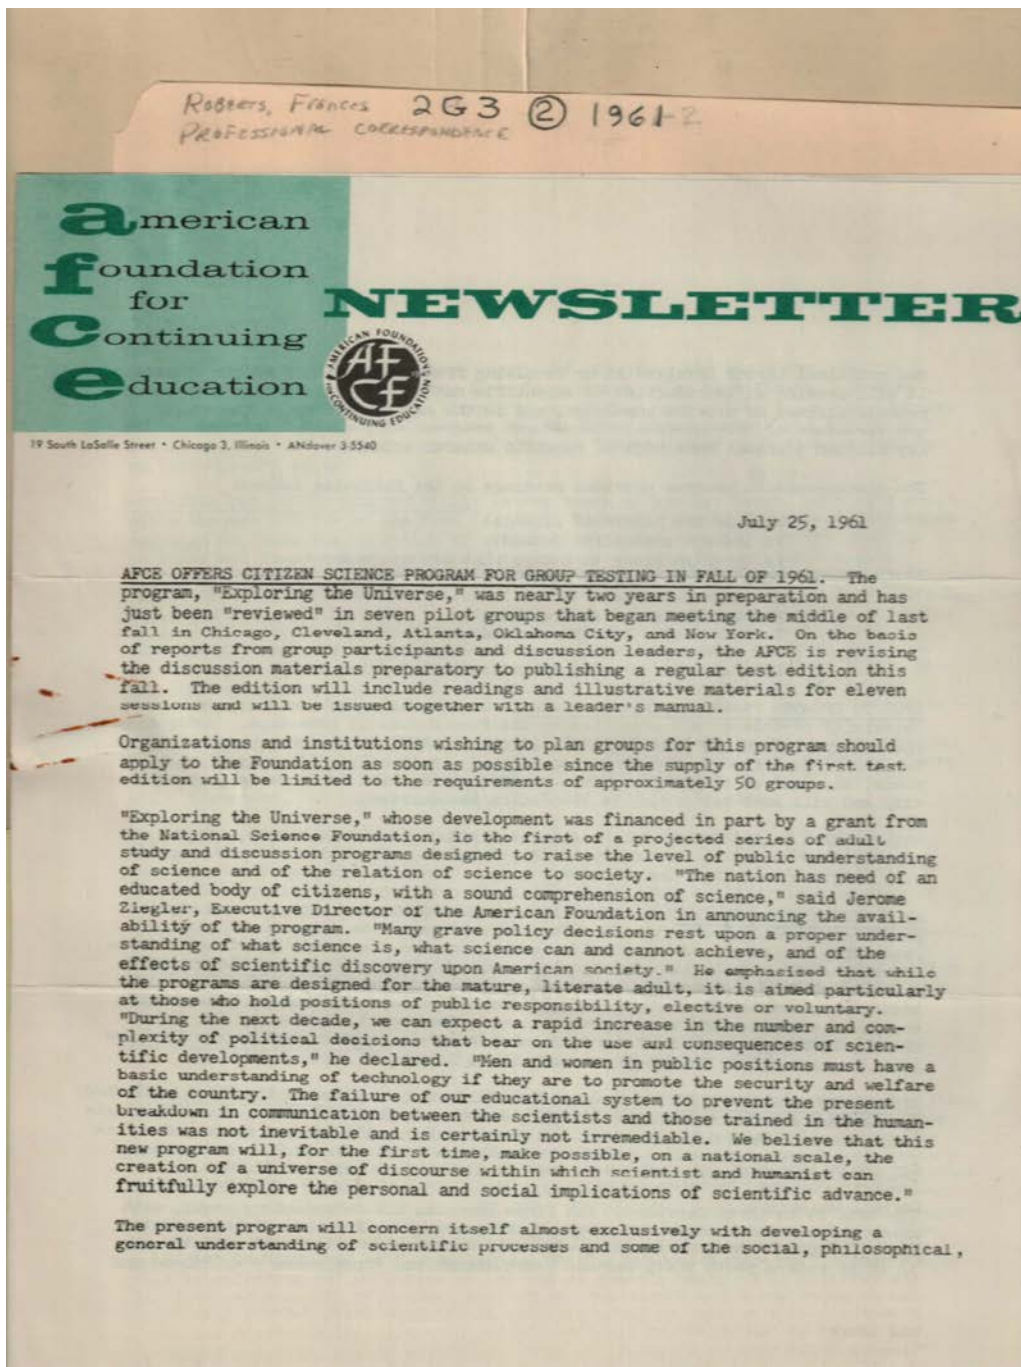 Roberts, Frances 2G3 ② 1961-2
PROFESSIONAL CORRESPONDENCE
american
foundation
for
Continuing
education
NEWSLETTER
AMERICAN FOUNDATION FOR CONTINUING EDUCATION
AFCE
19 South LaSalle Street • Chicago 3, Illinois • ANdover 3-5540
July 25, 1961
AFCE OFFERS CITIZEN SCIENCE PROGRAM FOR GROUP TESTING IN FALL OF 1961. The
program, "Exploring the Universe," was nearly two years in preparation and has
just been "reviewed" in seven pilot groups that began meeting the middle of last
fall in Chicago, Cleveland, Atlanta, Oklahoma City, and New York. On the basis
of reports from group participants and discussion leaders, the AFCE is revising
the discussion materials preparatory to publishing a regular test edition this
fall. The edition will include readings and illustrative materials for eleven
sessions and will be issued together with a leader's manual.
Organizations and institutions wishing to plan groups for this program should
apply to the Foundation as soon as possible since the supply of the first test
edition will be limited to the requirements of approximately 50 groups.
"Exploring the Universe," whose development was financed in part by a grant from
the National Science Foundation, is the first of a projected series of adult
study and discussion programs designed to raise the level of public understanding
of science and of the relation of science to society. "The nation has need of an
educated body of citizens, with a sound comprehension of science," said Jerome
Ziegler, Executive Director of the American Foundation in announcing the avail-
ability of the program. "Many grave policy decisions rest upon a proper under-
standing of what science is, what science can and cannot achieve, and of the
effects of scientific discovery upon American society." He emphasized that while
the programs are designed for the mature, literate adult, it is aimed particularly
at those who hold positions of public responsibility, elective or voluntary.
"During the next decade, we can expect a rapid increase in the number and com-
plexity of political decisions that bear on the use and consequences of scien-
tific developments," he declared. "Men and women in public positions must have a
basic understanding of technology if they are to promote the security and welfare
of the country. The failure of our educational system to prevent the present
breakdown in communication between the scientists and those trained in the human-
ities was not inevitable and is certainly not irremediable. We believe that this
new program will, for the first time, make possible, on a national scale, the
creation of a universe of discourse within which scientist and humanist can
fruitfully explore the personal and social implications of scientific advance."
The present program will concern itself almost exclusively with developing a
general understanding of scientific processes and some of the social, philosophical,